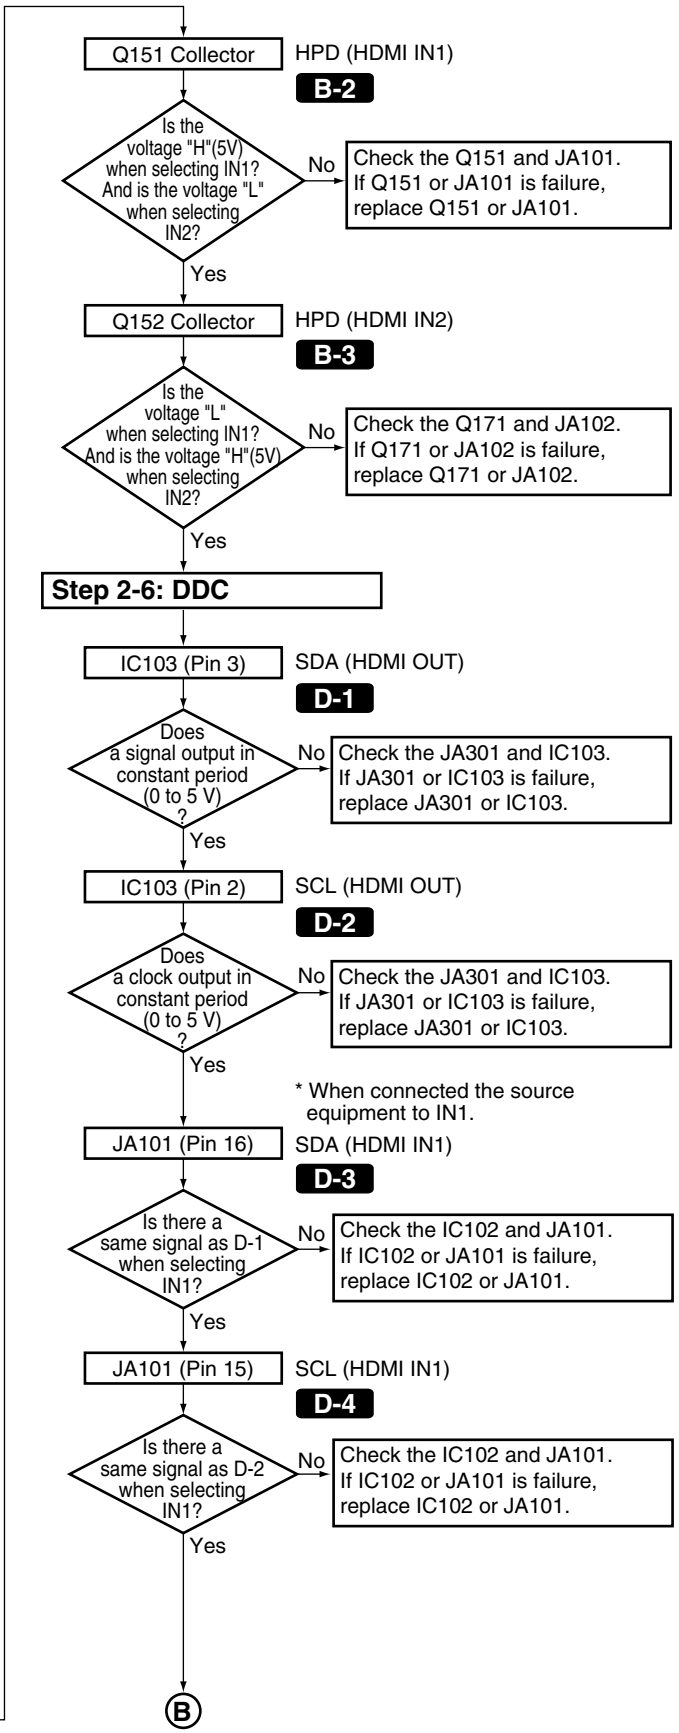 Q151 Collector
HPD (HDMI IN1)
B-2
Is the
voltage "H"(5V)
when selecting IN1?
And is the voltage "L"
when selecting
IN2?
No
Check the Q151 and JA101.
If Q151 or JA101 is failure,
replace Q151 or JA101.
Yes
Q152 Collector
HPD (HDMI IN2)
B-3
Is the
voltage "L"
when selecting IN1?
And is the voltage "H"(5V)
when selecting
IN2?
No
Check the Q171 and JA102.
If Q171 or JA102 is failure,
replace Q171 or JA102.
Yes
Step 2-6: DDC
IC103 (Pin 3)
SDA (HDMI OUT)
D-1
Does
a signal output in
constant period
(0 to 5 V)
?
No
Check the JA301 and IC103.
If JA301 or IC103 is failure,
replace JA301 or IC103.
Yes
IC103 (Pin 2)
SCL (HDMI OUT)
D-2
Does
a clock output in
constant period
(0 to 5 V)
?
No
Check the JA301 and IC103.
If JA301 or IC103 is failure,
replace JA301 or IC103.
Yes
* When connected the source
equipment to IN1.
JA101 (Pin 16)
SDA (HDMI IN1)
D-3
Is there a
same signal as D-1
when selecting
IN1?
No
Check the IC102 and JA101.
If IC102 or JA101 is failure,
replace IC102 or JA101.
Yes
JA101 (Pin 15)
SCL (HDMI IN1)
D-4
Is there a
same signal as D-2
when selecting
IN1?
No
Check the IC102 and JA101.
If IC102 or JA101 is failure,
replace IC102 or JA101.
Yes
B